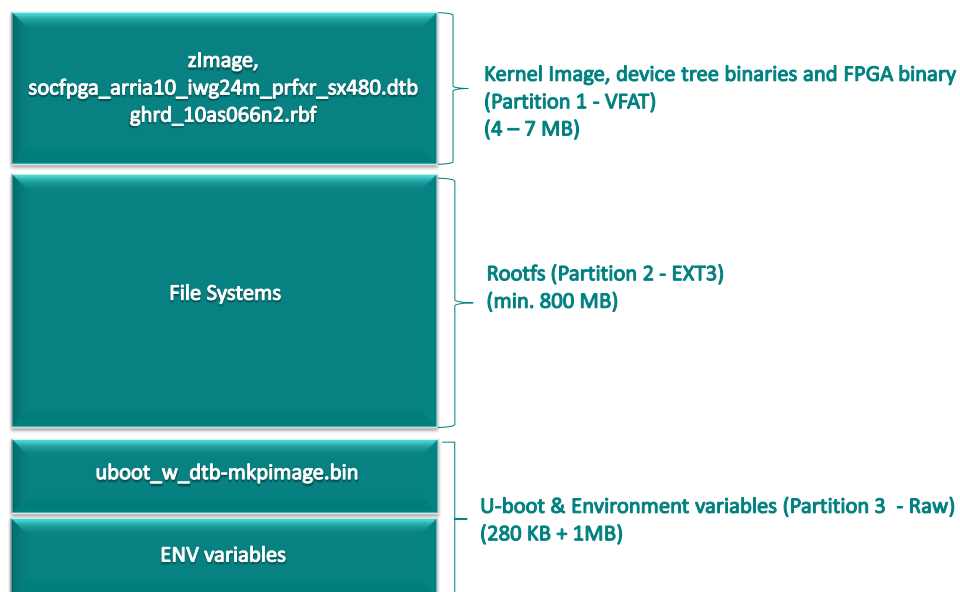 zImage,
socfpga_arria10_iwg24m_prfxr_sx480.dtb
ghrd_10as066n2.rbf
Kernel Image, device tree binaries and FPGA binary
(Partition 1 - VFAT)
(4 – 7 MB)
File Systems
Rootfs (Partition 2 - EXT3)
(min. 800 MB)
uboot_w_dtb-mkpimage.bin
ENV variables
U-boot & Environment variables (Partition 3 - Raw)
(280 KB + 1MB)